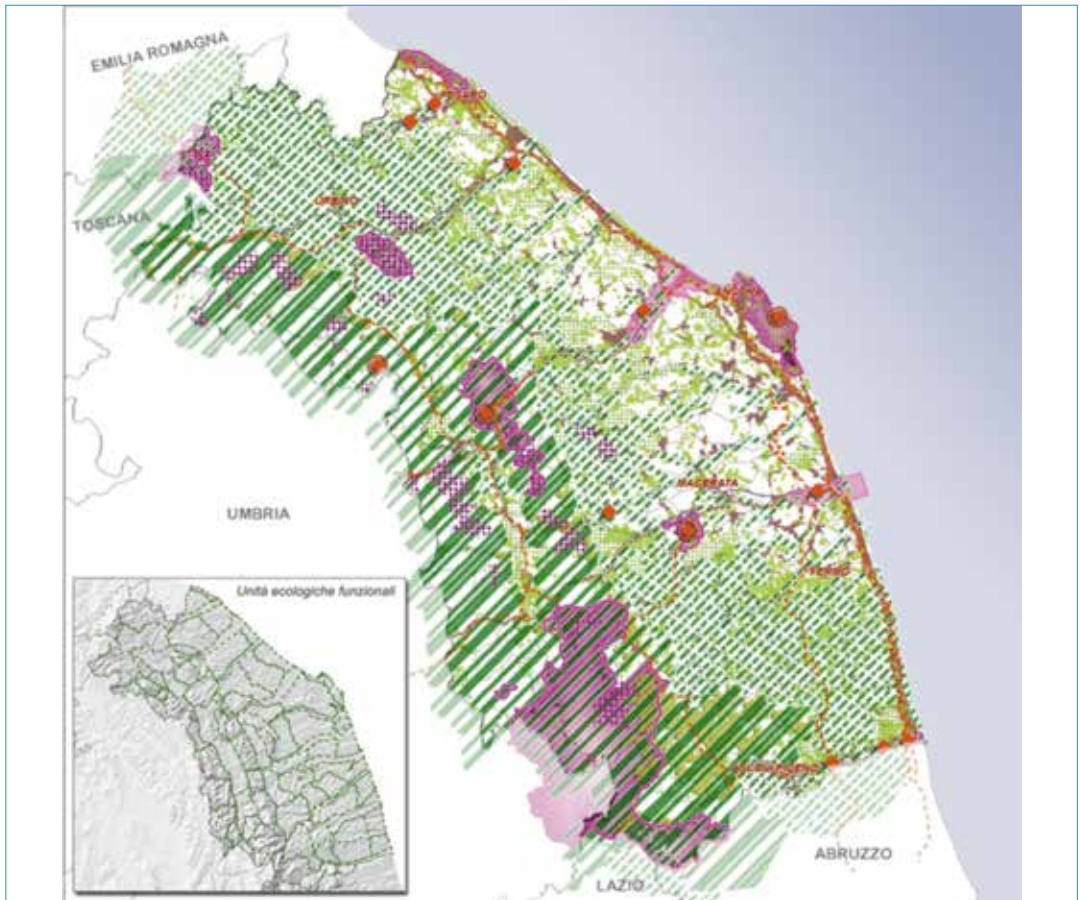 EMILIA ROMAGNA
TOSCANA
URBINO
UMBRIA
MACERATA
FERMO
Unità ecologiche funzionali
ABRUZZO
LAZIO